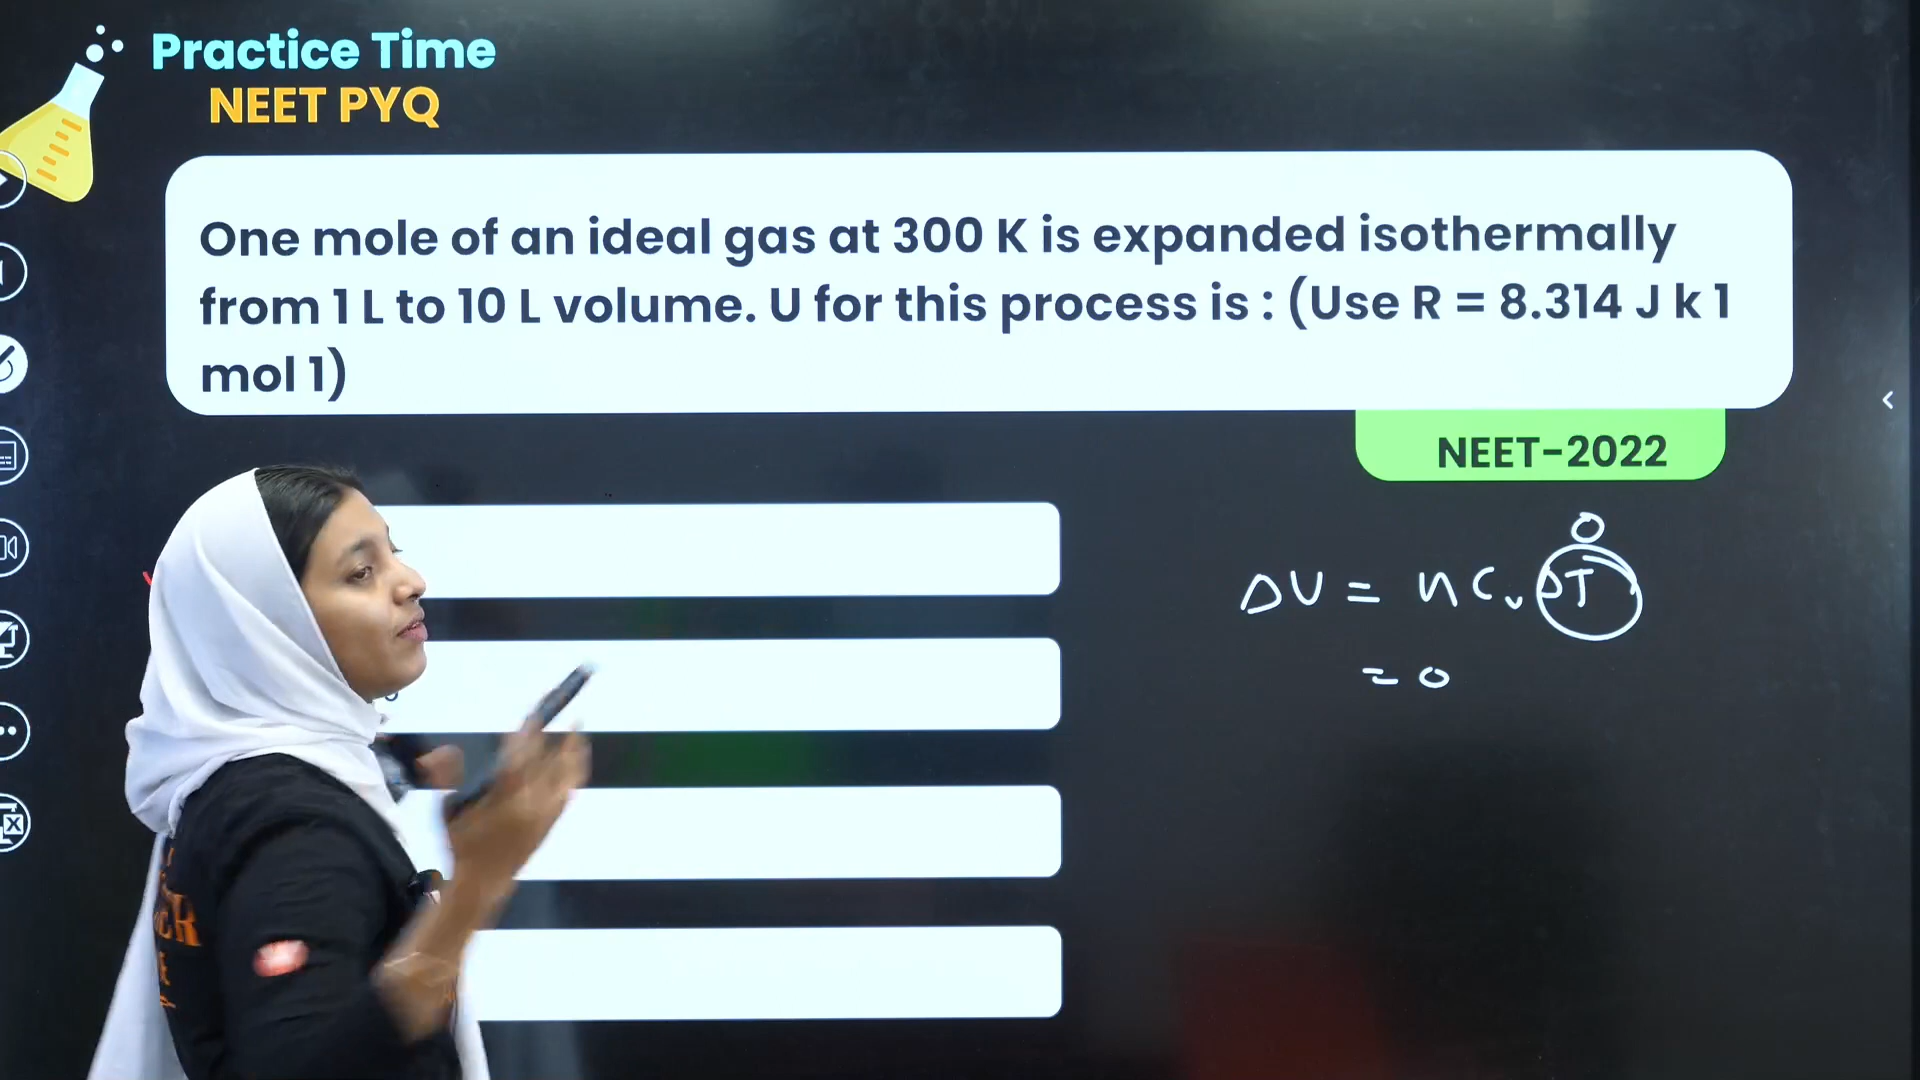 Practice Time
NEET PYQ
One mole of an ideal gas at 300 K is expanded isothermally
from 1 L to 10 L volume. U for this process is : (Use R = 8.314 J k 1
mol 1)
NEET-2022
0
ΔU = nCvΔT
= 0